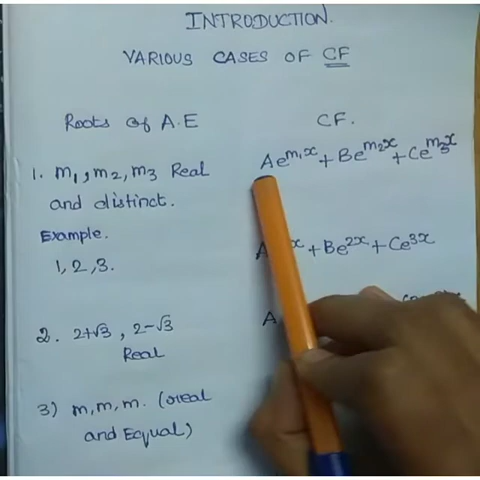 INTRODUCTION.
VARIOUS CASES OF CF
Roots of A.E CF.
1. m₁, m₂, m₃ Real Ae^m₁x + Be^m₂x + Ce^m₃x
and distinct.
Example.
1, 2, 3. x + Be^2x + Ce^3x
2. 2+√3, 2-√3 A
Real
3) m, m, m. (real
and Equal)